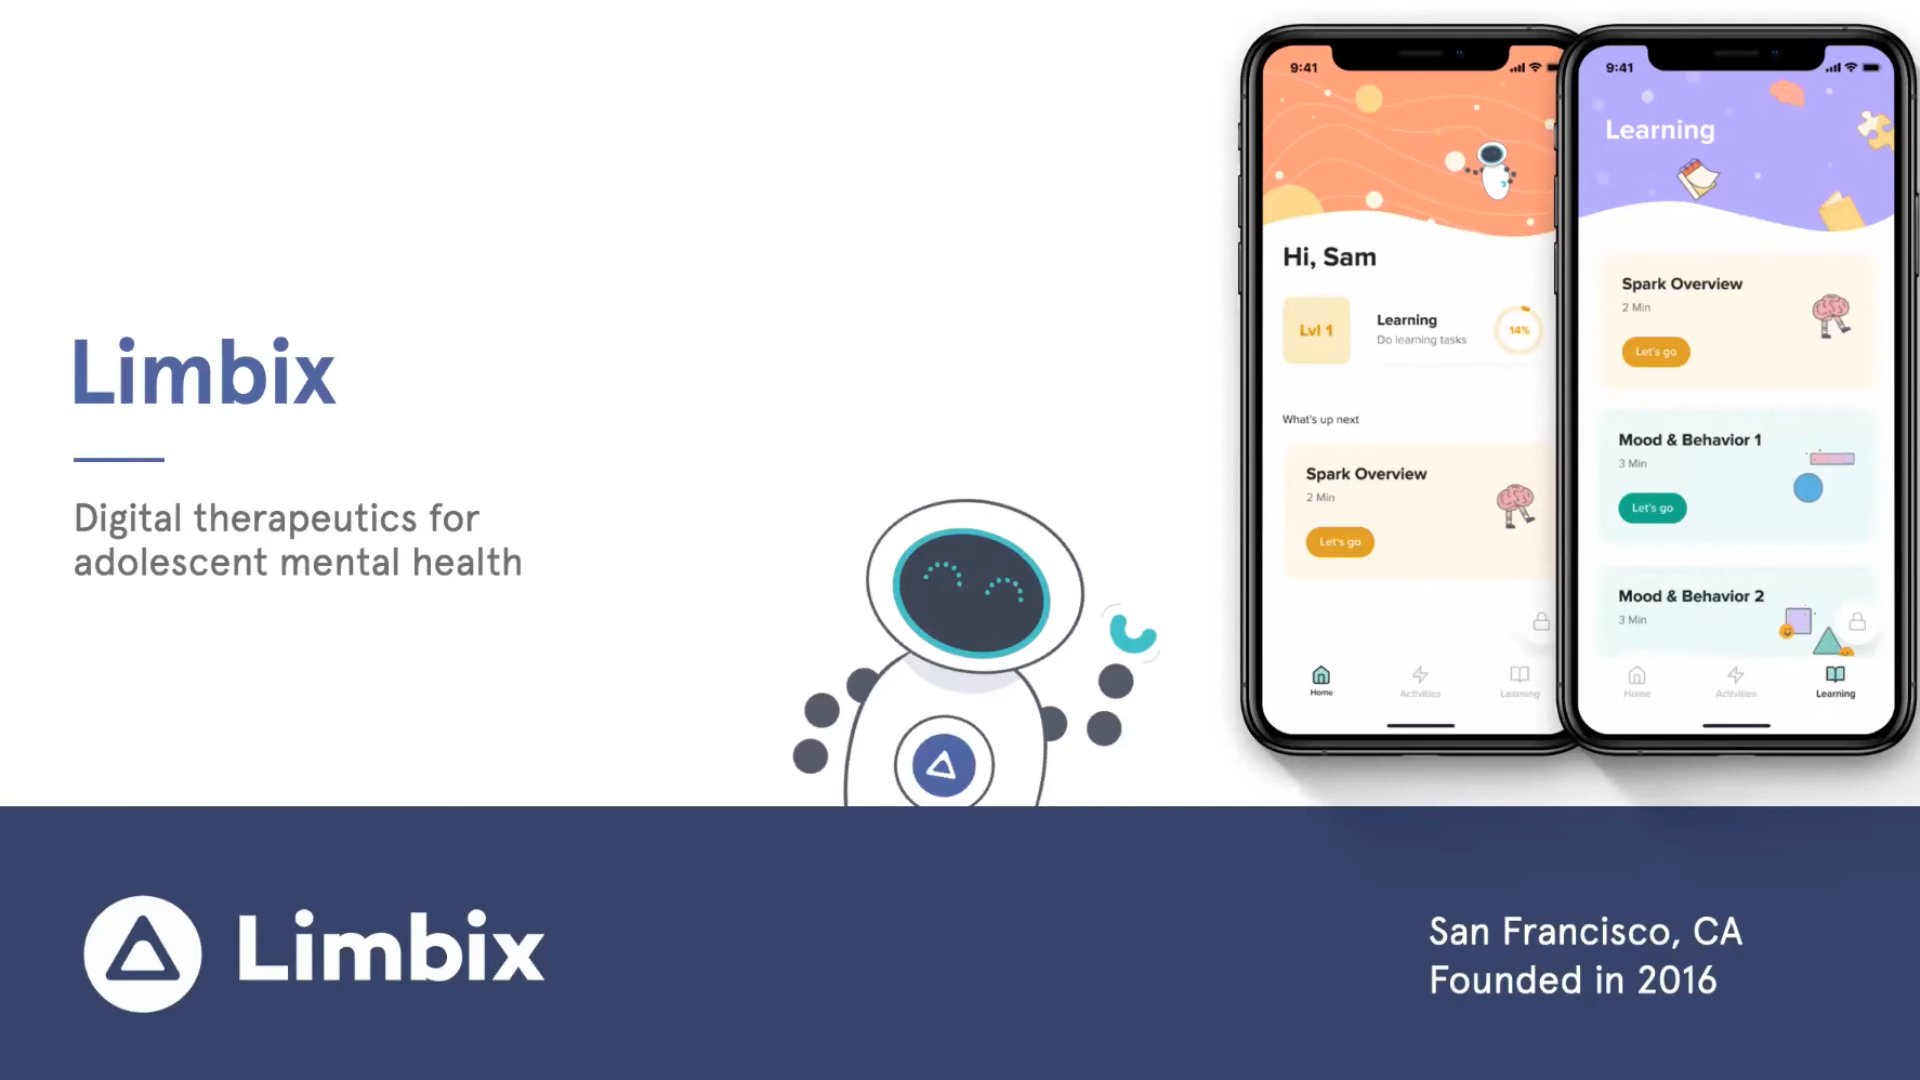 Limbix
Digital therapeutics for
adolescent mental health
9:41
Hi, Sam
Lvl 1
Learning
Do learning tasks
14%
What's up next
Spark Overview
2 Min
Let's go
Home
Activities
Learning
9:41
Learning
Spark Overview
2 Min
Let's go
Mood & Behavior 1
3 Min
Let's go
Mood & Behavior 2
3 Min
Home
Activities
Learning
Limbix
San Francisco, CA
Founded in 2016